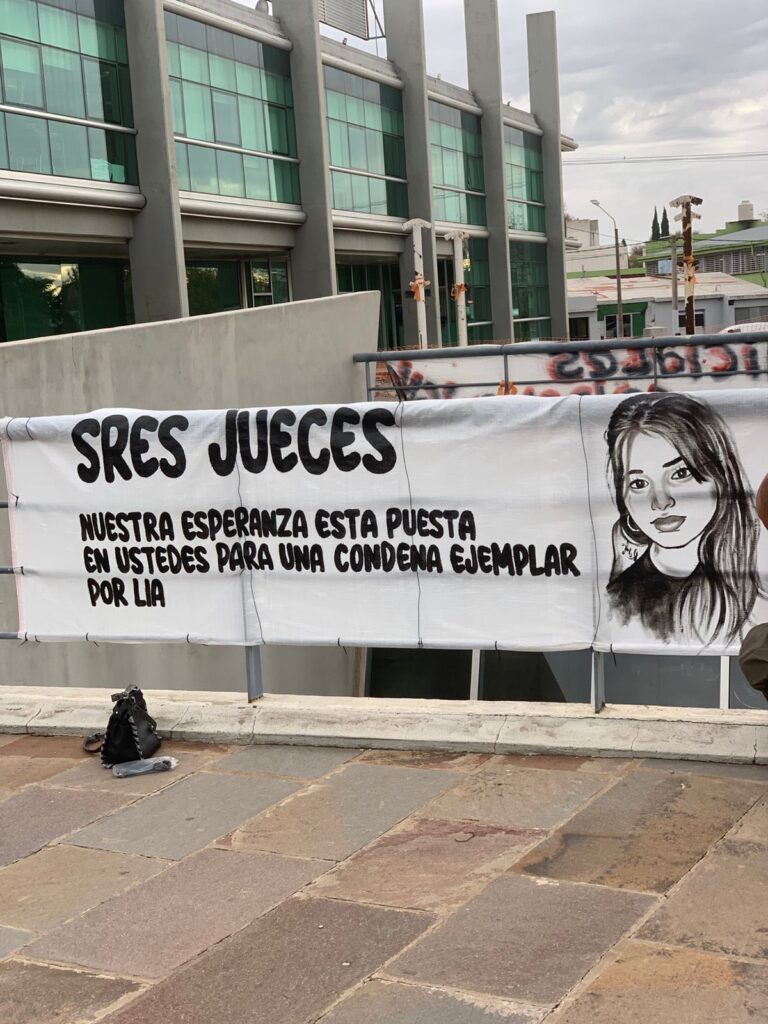 SRES JUECES
NUESTRA ESPERANZA ESTA PUESTA
EN USTEDES PARA UNA CONDENA EJEMPLAR
POR LIA